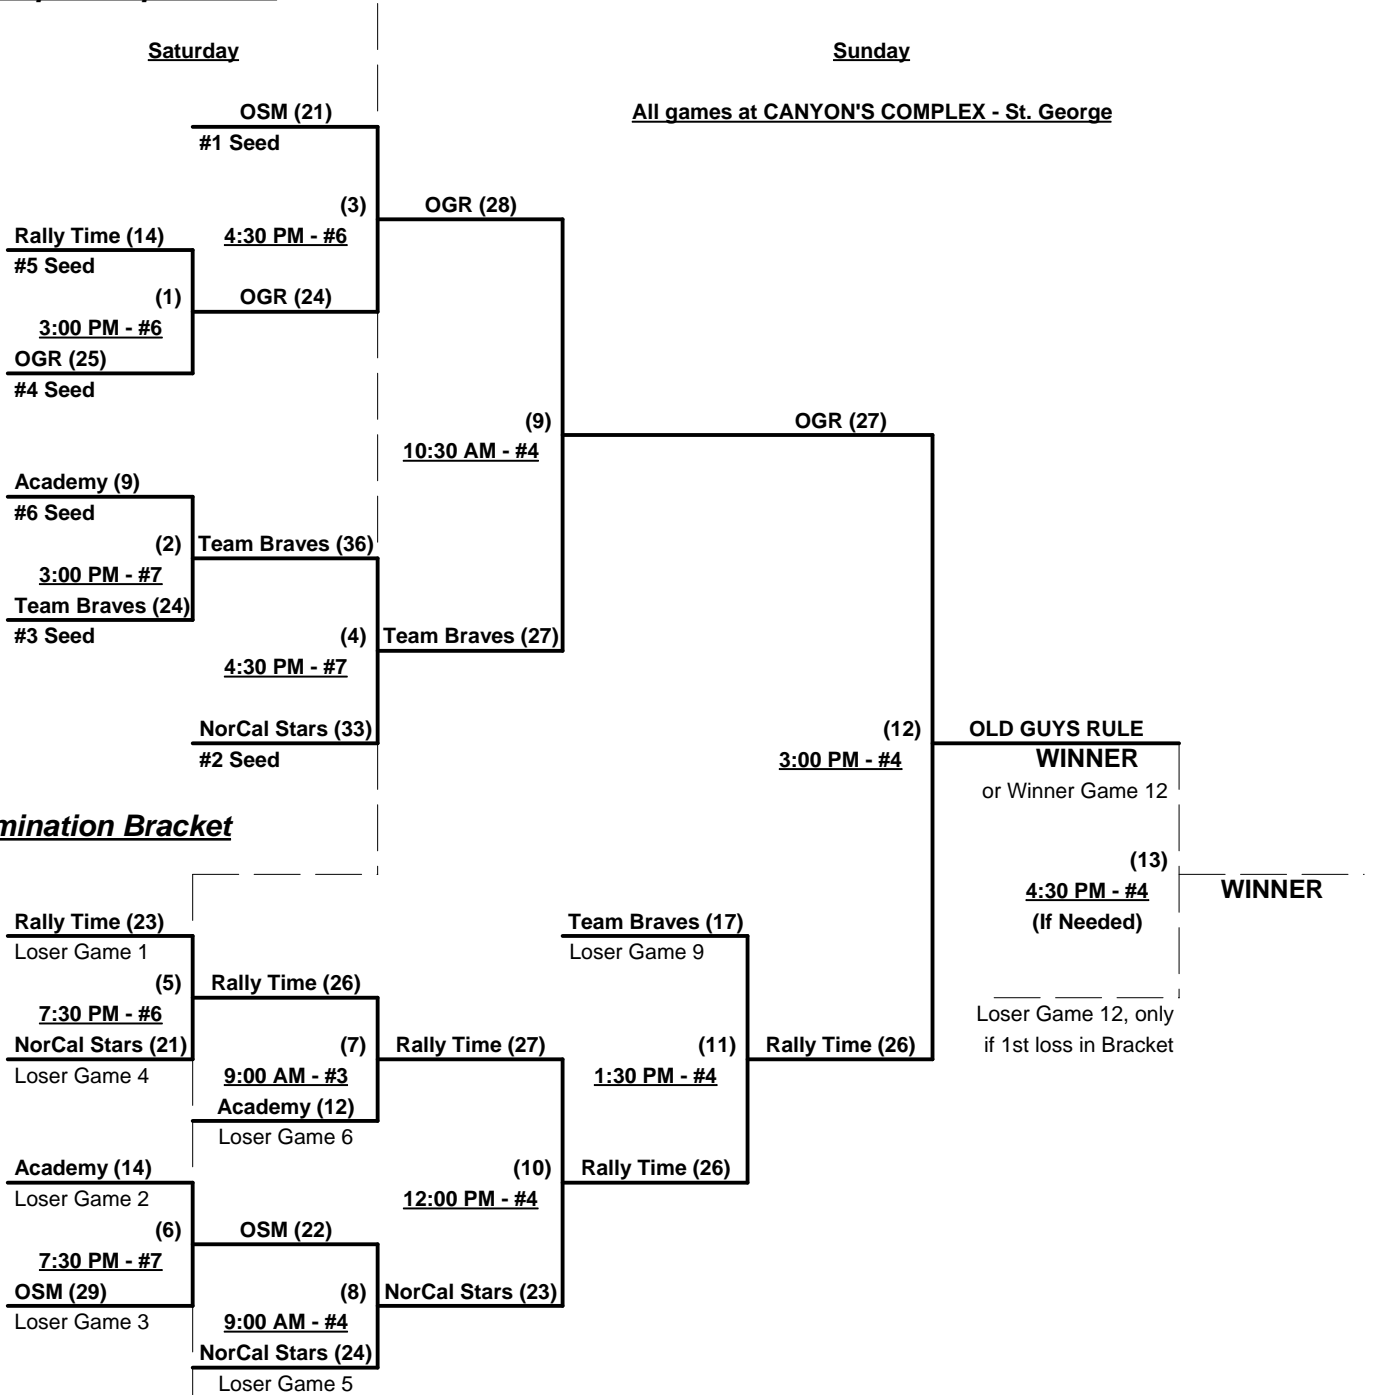 Saturday
Sunday
OSM (21)
All games at CANYON'S COMPLEX - St. George
#1 Seed
(3)
OGR (28)
Rally Time (14)
4:30 PM - #6
#5 Seed
(1)
OGR (24)
3:00 PM - #6
OGR (25)
#4 Seed
(9)
OGR (27)
10:30 AM - #4
Academy (9)
#6 Seed
(2)
Team Braves (36)
3:00 PM - #7
Team Braves (24)
#3 Seed
(4)
Team Braves (27)
4:30 PM - #7
NorCal Stars (33)
#2 Seed
(12)
OLD GUYS RULE
3:00 PM - #4
WINNER
or Winner Game 12
mination Bracket
(13)
4:30 PM - #4
WINNER
(If Needed)
Rally Time (23)
Team Braves (17)
Loser Game 1
Loser Game 9
(5)
Rally Time (26)
7:30 PM - #6
Loser Game 12, only
if 1st loss in Bracket
NorCal Stars (21)
(7)
Rally Time (27)
(11)
Rally Time (26)
Loser Game 4
9:00 AM - #3
1:30 PM - #4
Academy (12)
Loser Game 6
Academy (14)
(10)
Rally Time (26)
Loser Game 2
12:00 PM - #4
(6)
OSM (22)
7:30 PM - #7
OSM (29)
(8)
NorCal Stars (23)
Loser Game 3
9:00 AM - #4
NorCal Stars (24)
Loser Game 5